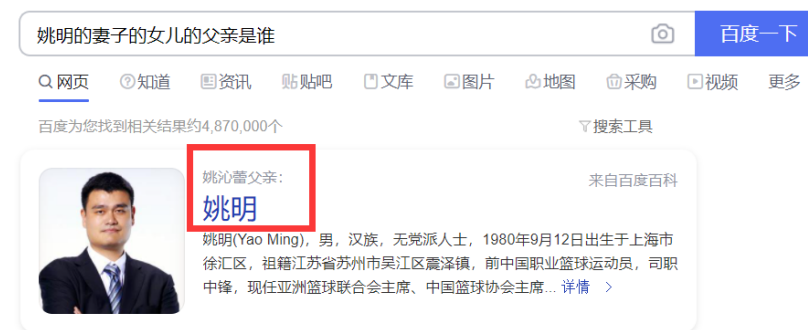 姚明的妻子的女儿的父亲是谁
百度一下
网页 知道 资讯 贴吧 文库 图片 地图 采购 视频 更多
百度为您找到相关结果约4,870,000个 搜索工具
姚沁蕾父亲: 来自百度百科
姚明
姚明(Yao Ming)，男，汉族，无党派人士，1980年9月12日出生于上海市
徐汇区，祖籍江苏省苏州市吴江区震泽镇，前中国职业篮球运动员，司职
中锋，现任亚洲篮球联合会主席、中国篮球协会主席... 详情 >